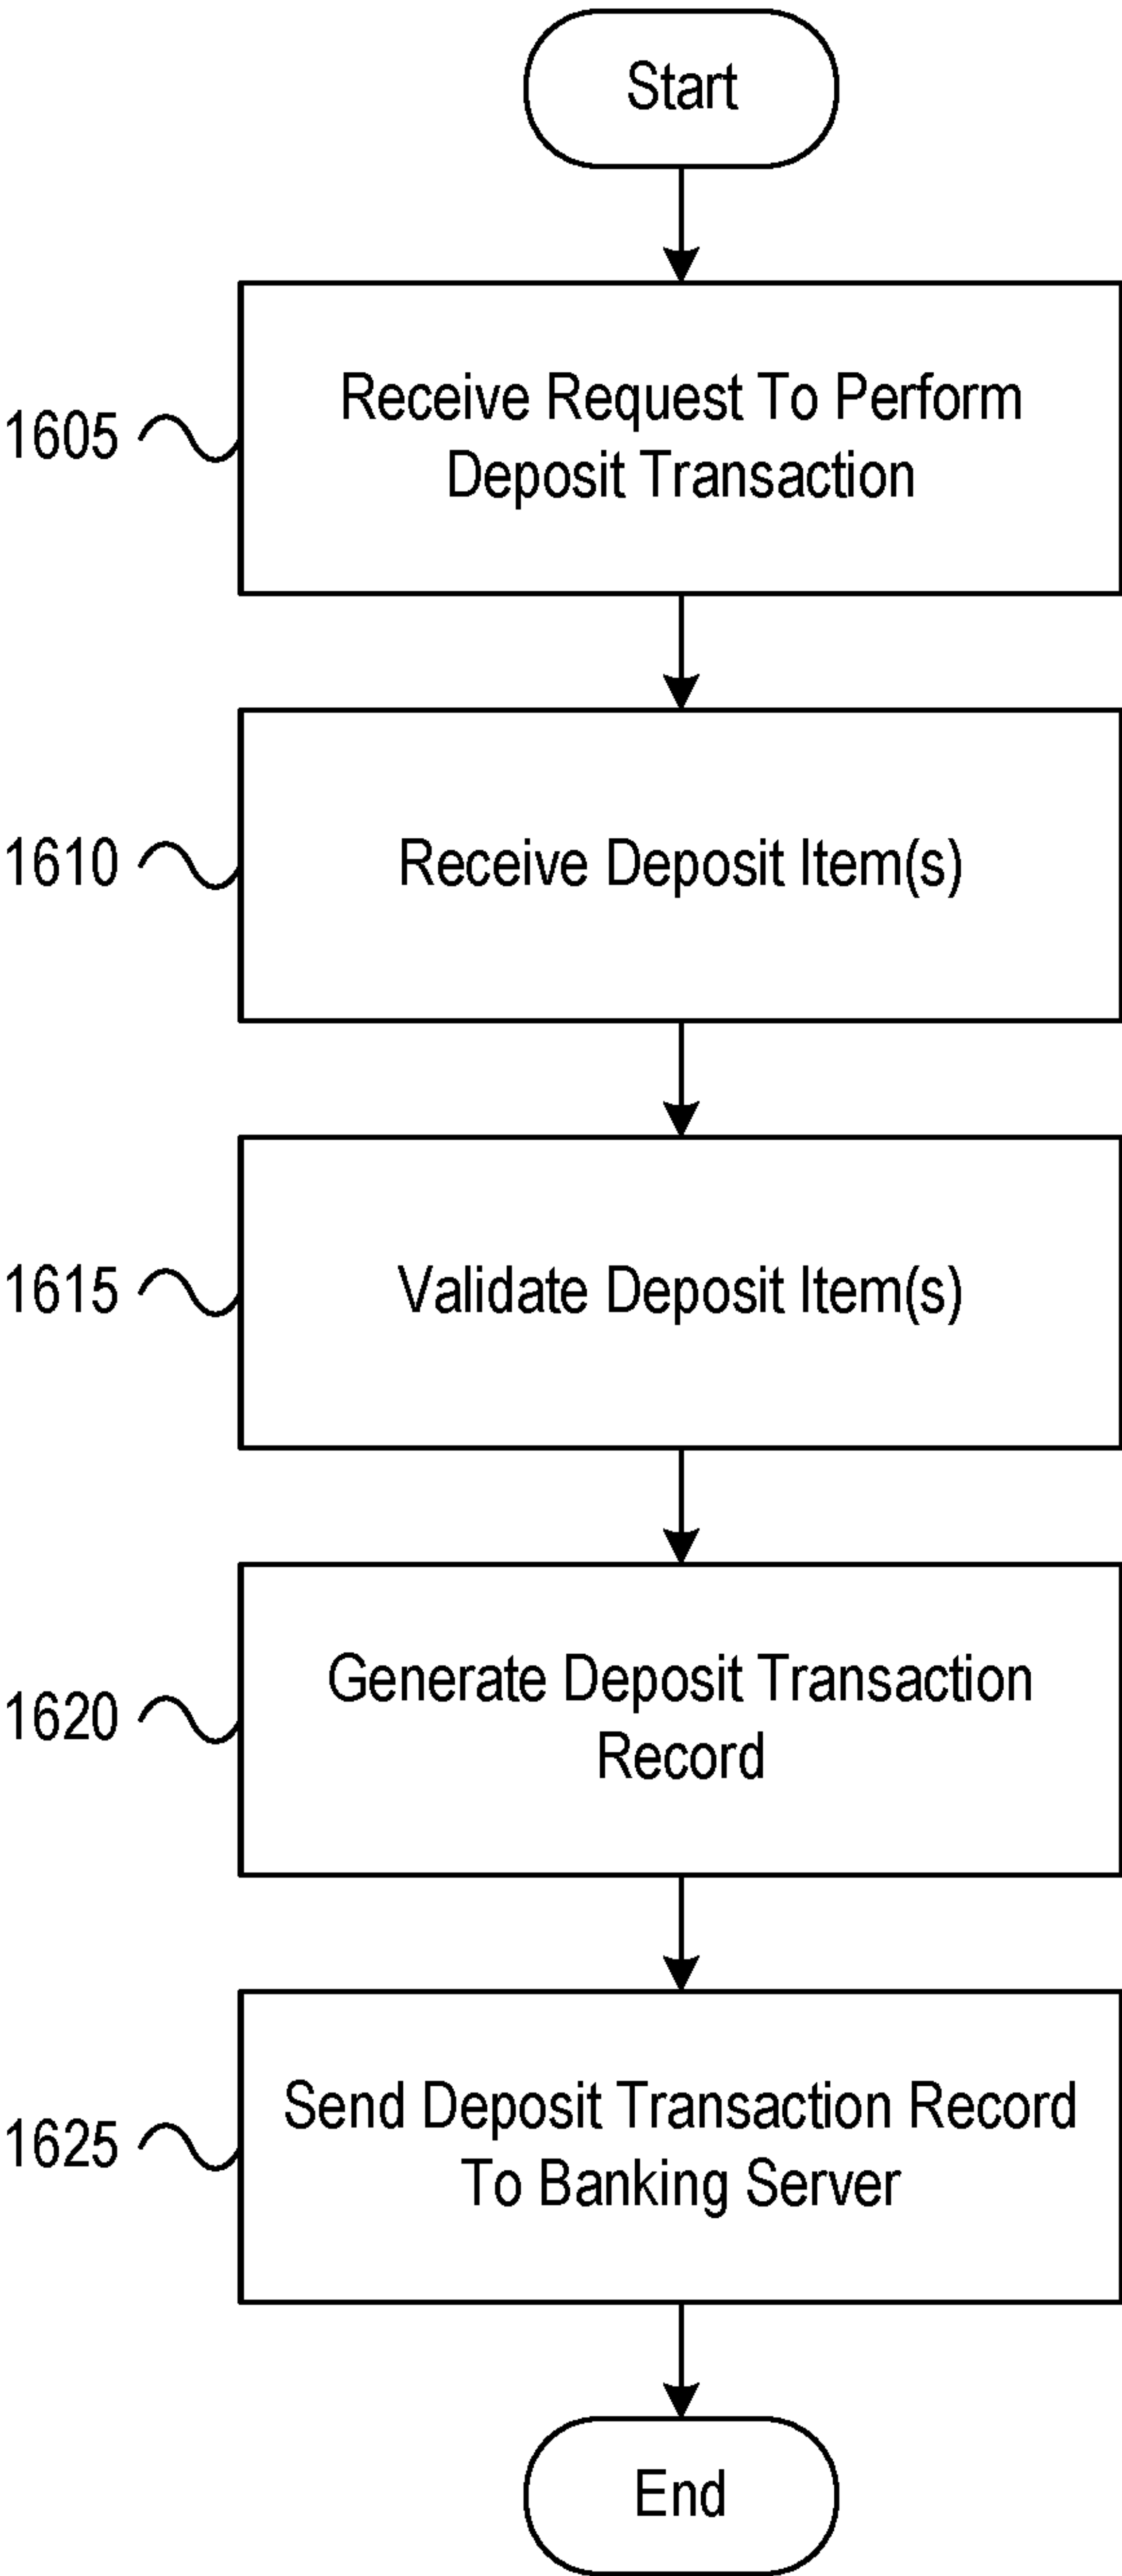 Start
1605
Receive Request To Perform
Deposit Transaction
1610
Receive Deposit Item(s)
1615
Validate Deposit Item(s)
1620
Generate Deposit Transaction
Record
1625
Send Deposit Transaction Record
To Banking Server
End